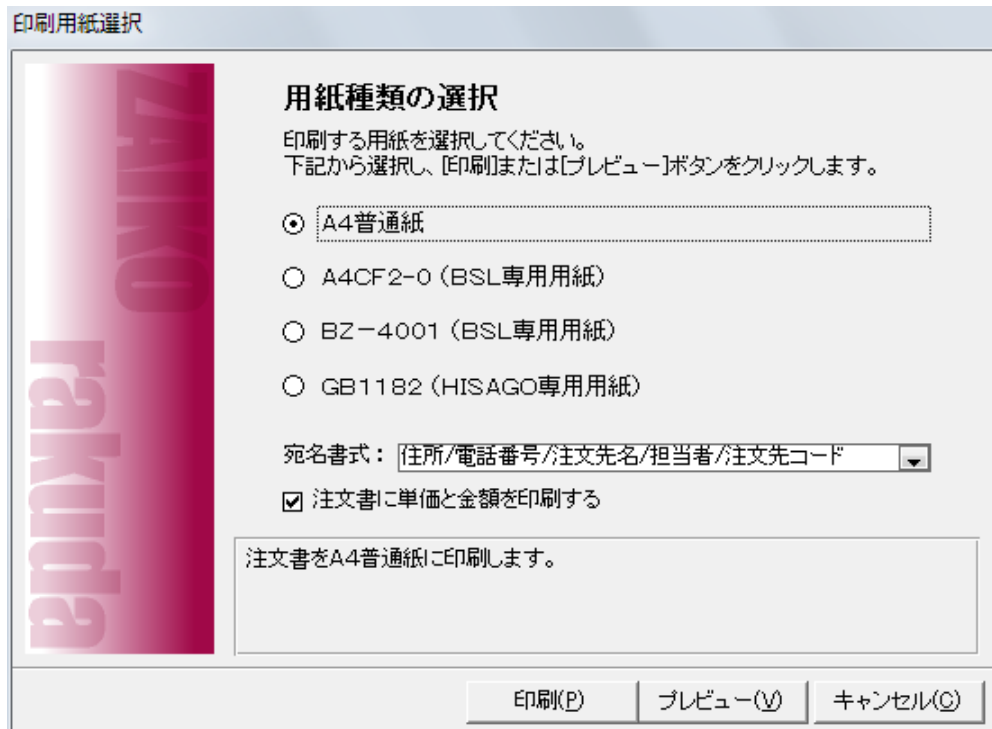 印刷用紙選択
ZAIKO
rakuda
用紙種類の選択
印刷する用紙を選択してください。
下記から選択し、[印刷]または[プレビュー]ボタンをクリックします。
A4普通紙
A4CF2-0(BSL専用用紙)
BZ-4001(BSL専用用紙)
GB1182(HISAGO専用用紙)
宛名書式: 住所/電話番号/注文先名/担当者/注文先コード
注文書に単価と金額を印刷する
注文書をA4普通紙に印刷します。
印刷(P) プレビュー(V) キャンセル(C)